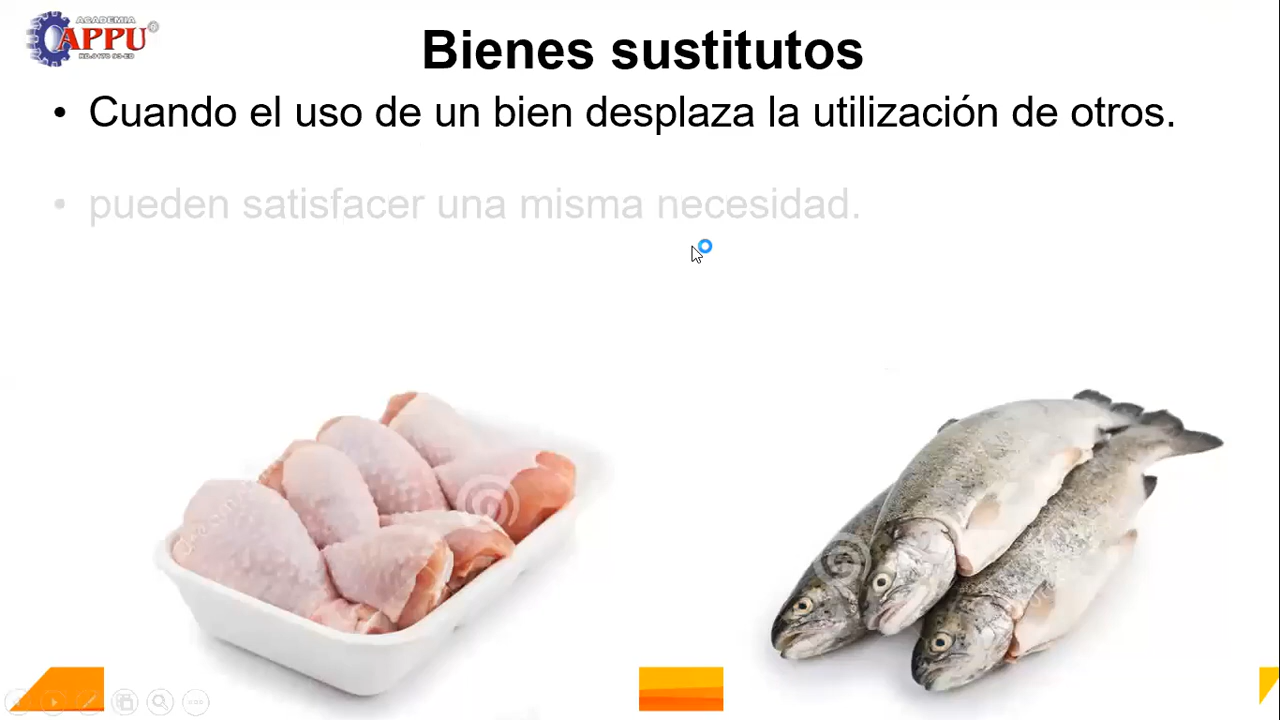 ACADEMIA
APPU®
Bienes sustitutos
• Cuando el uso de un bien desplaza la utilización de otros.
• pueden satisfacer una misma necesidad.